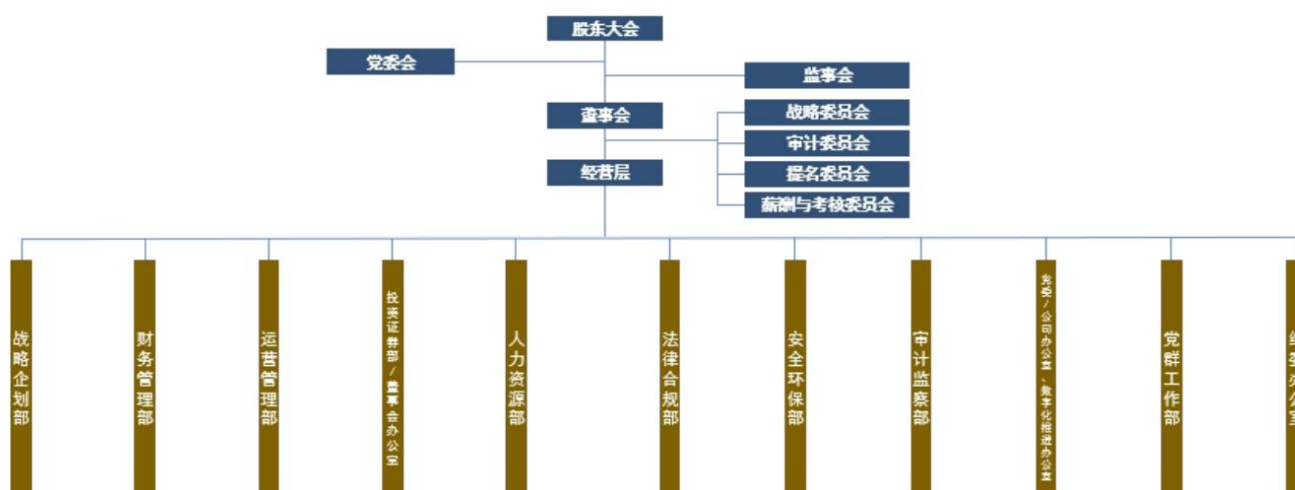 股东大会
党委会
监事会
董事会
战略委员会
审计委员会
经营层
提名委员会
薪酬与考核委员会
战略企划部
财务管理部
运营管理部
投资证券部/董事会办公室
人力资源部
法律合规部
安全环保部
审计监察部
党委/公司办公室、数字化推进办公室
党群工作部